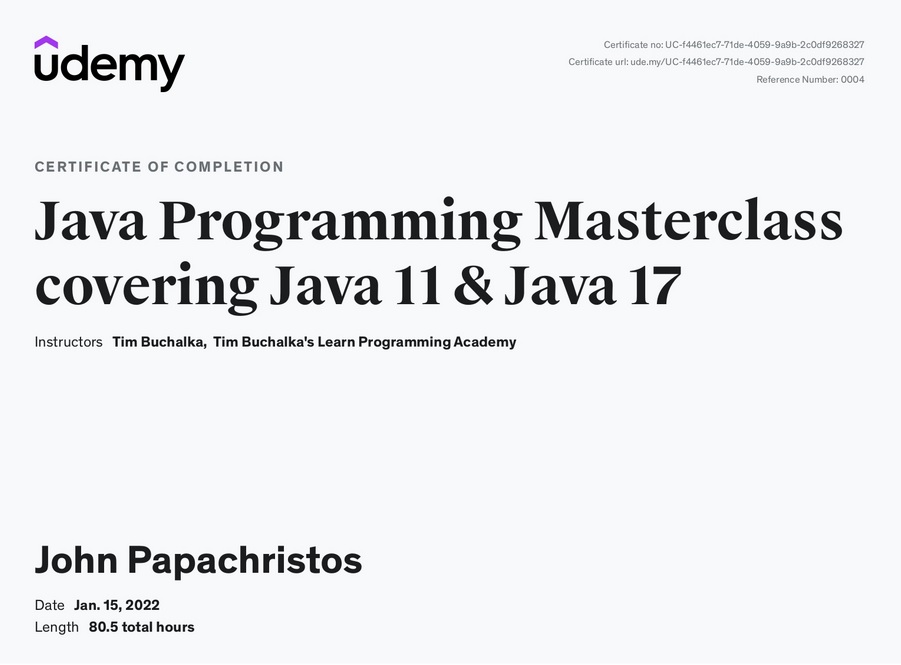 udemy
Certificate no: UC-f4461ec7-71de-4059-9a9b-2c0df9268327
Certificate url: ude.my/UC-f4461ec7-71de-4059-9a9b-2c0df9268327
Reference Number: 0004
CERTIFICATE OF COMPLETION
Java Programming Masterclass
covering Java 11 & Java 17
Instructors Tim Buchalka, Tim Buchalka's Learn Programming Academy
John Papachristos
Date Jan. 15, 2022
Length 80.5 total hours